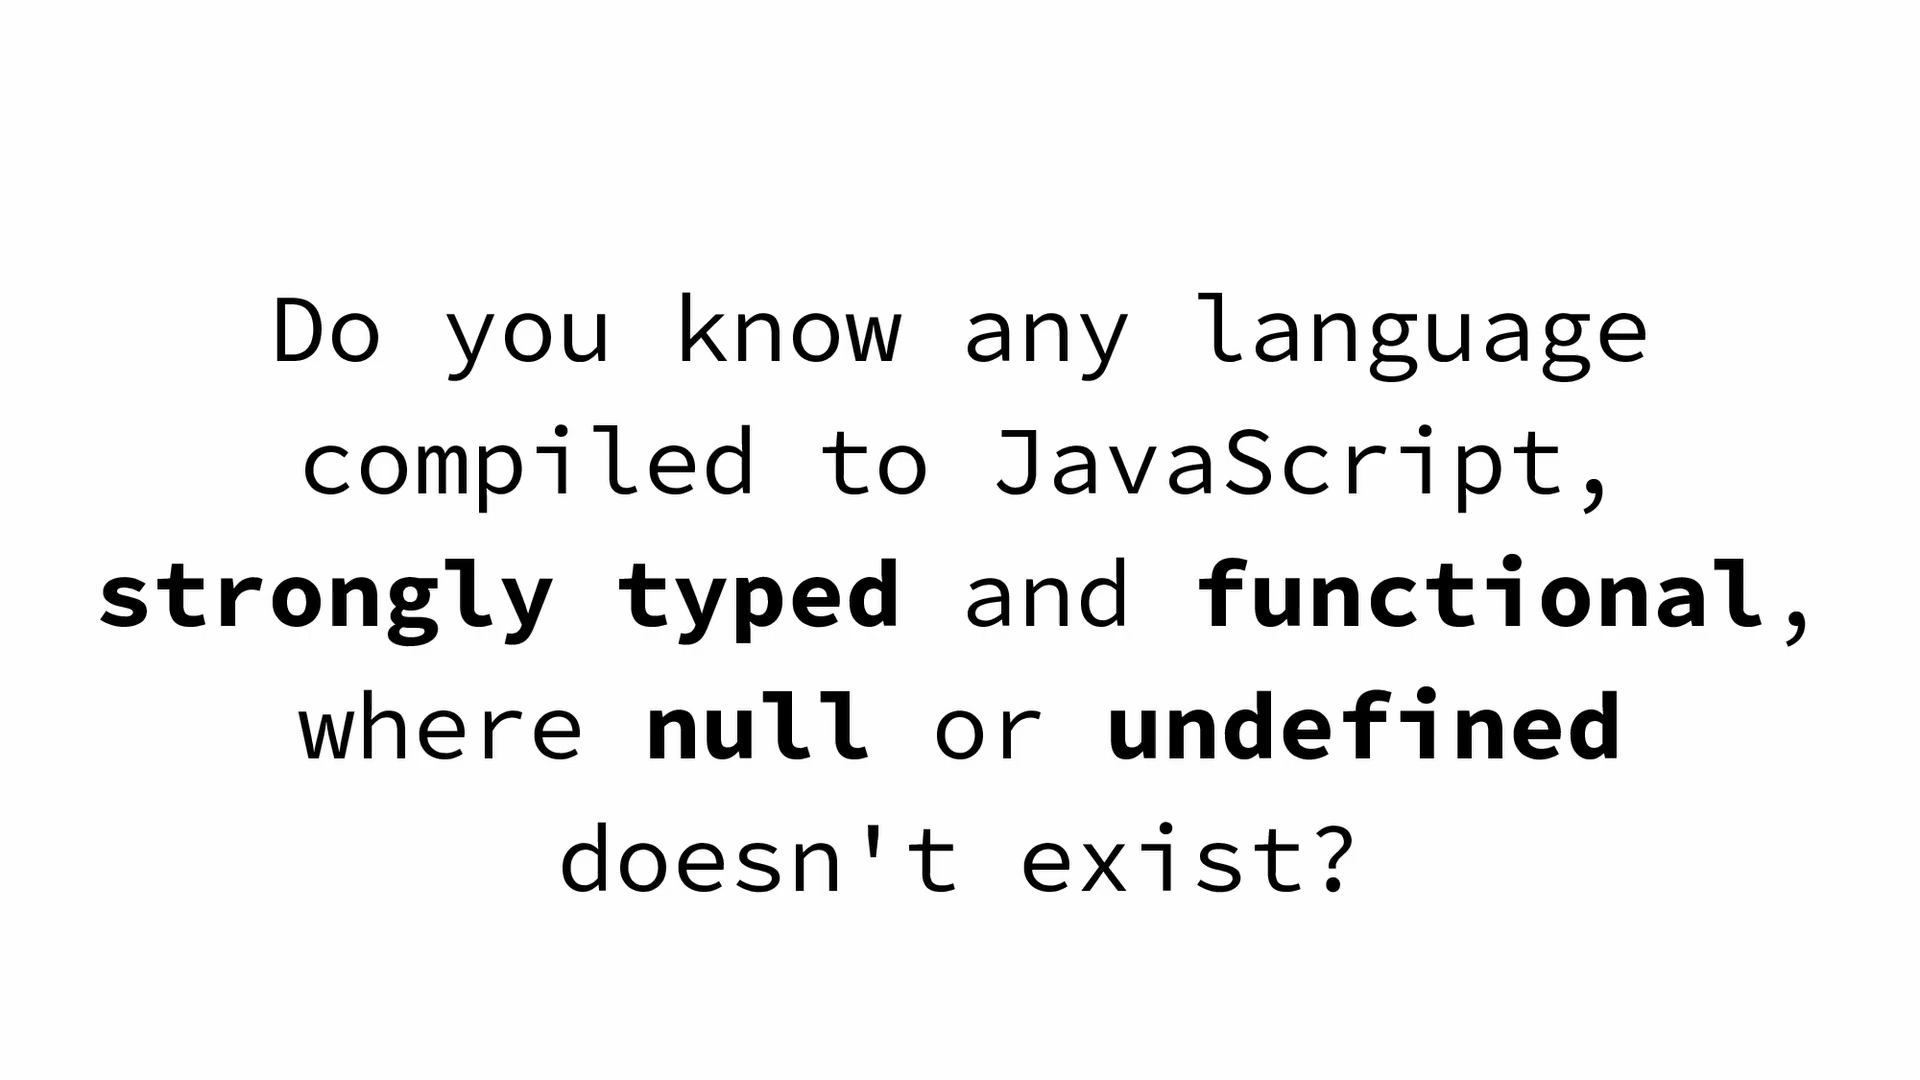 Do you know any language
compiled to JavaScript,
strongly typed and functional,
where null or undefined
doesn't exist?